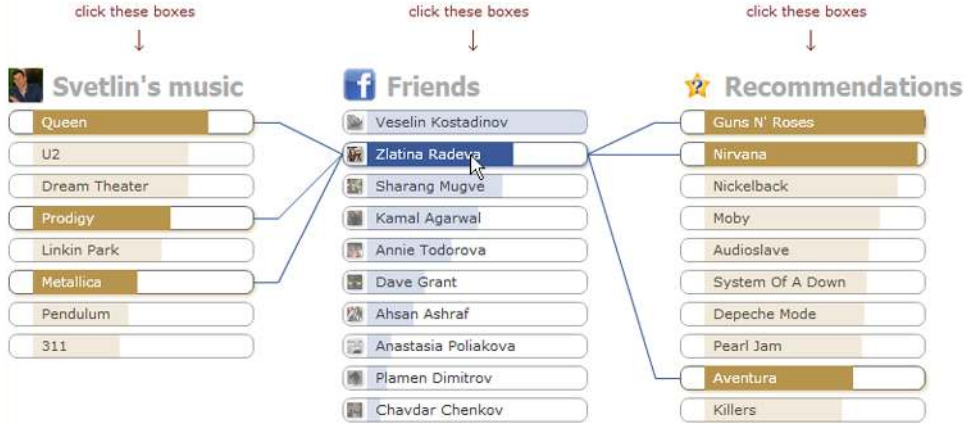 click these boxes
click these boxes
click these boxes
Svetlin's music
Queen
U2
Dream Theater
Prodigy
Linkin Park
Metallica
Pendulum
311
Friends
Veselin Kostadinov
Zlatina Radeva
Sharang Mugve
Kamal Agarwal
Annie Todorova
Dave Grant
Ahsan Ashraf
Anastasia Poliakova
Plamen Dimitrov
Chavdar Chenkov
Recommendations
Guns N' Roses
Nirvana
Nickelback
Moby
Audioslave
System Of A Down
Depeche Mode
Pearl Jam
Aventura
Killers